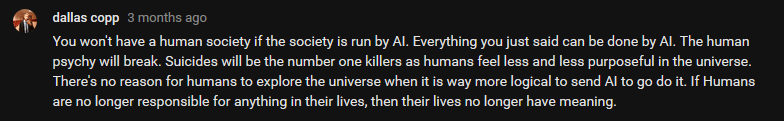 dallas copp 3 months ago
You won't have a human society if the society is run by AI. Everything you just said can be done by AI. The human
psychy will break. Suicides will be the number one killers as humans feel less and less purposeful in the universe.
There's no reason for humans to explore the universe when it is way more logical to send AI to go do it. If Humans
are no longer responsible for anything in their lives, then their lives no longer have meaning.